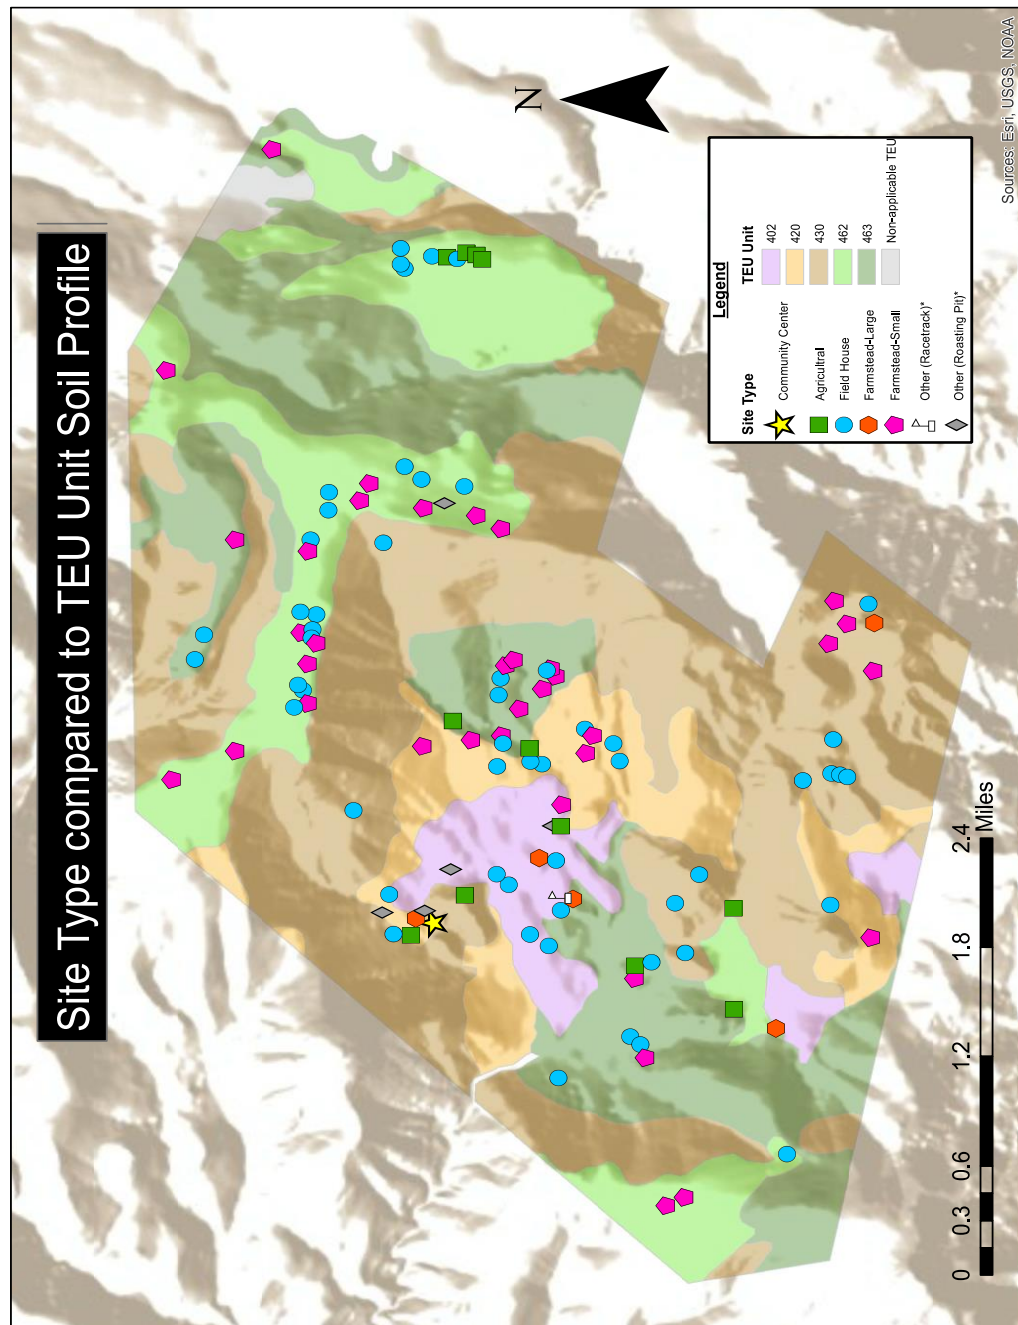 Site Type compared to TEU Unit Soil Profile
N
Legend
Site Type
Community Center
Agricultral
Field House
Farmstead-Large
Farmstead-Small
Other (Racetrack)*
Other (Roasting Pit)*
TEU Unit
402
420
430
462
463
Non-applicable TEU
0 0.3 0.6 1.2 1.8 2.4
Miles
Sources: Esri, USGS, NOAA